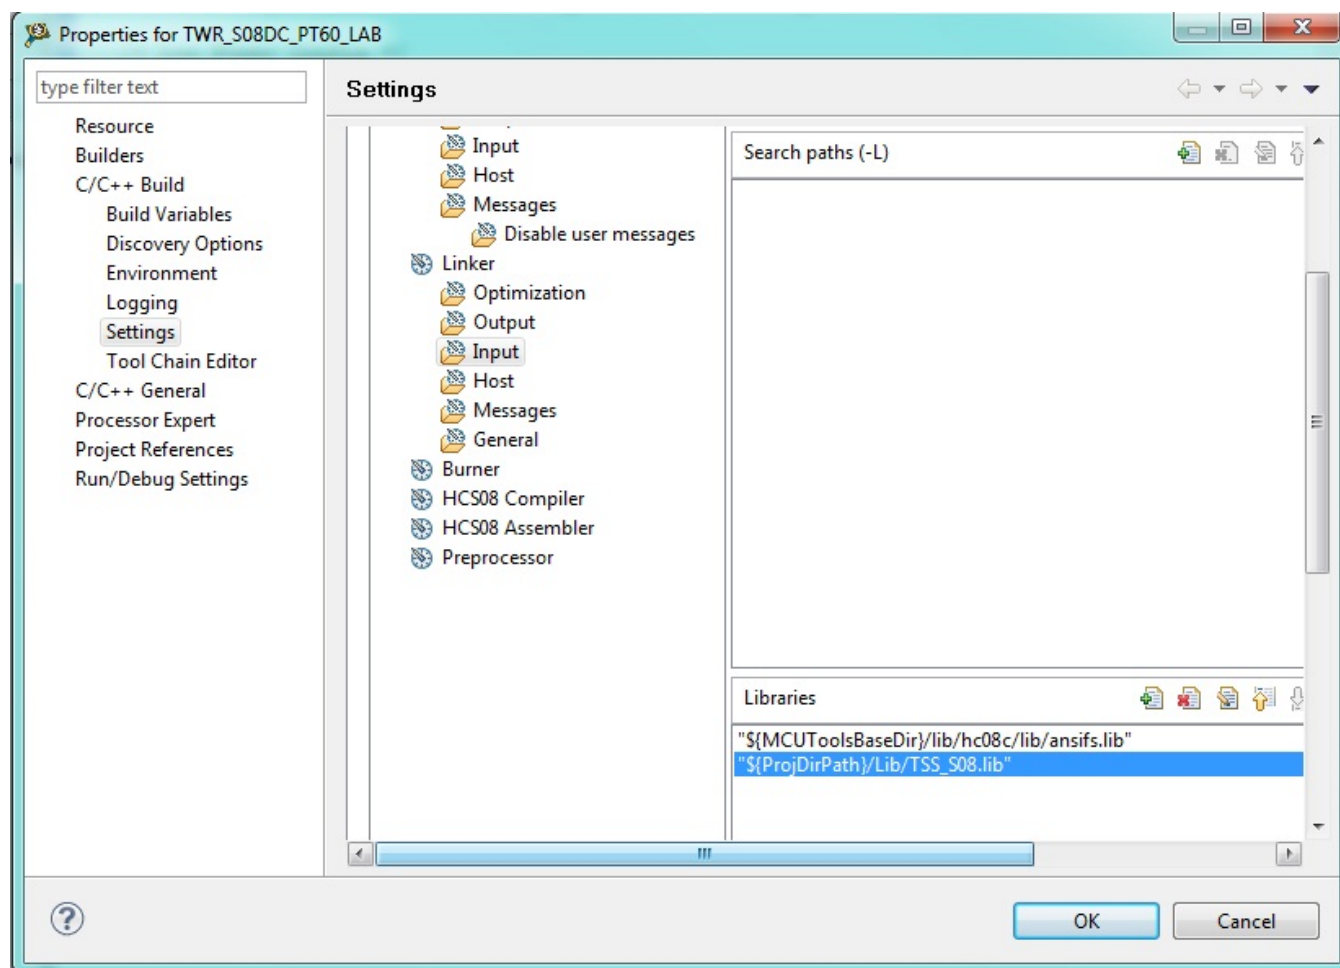 Properties for TWR_S08DC_PT60_LAB
type filter text
Resource
Builders
C/C++ Build
Build Variables
Discovery Options
Environment
Logging
Settings
Tool Chain Editor
C/C++ General
Processor Expert
Project References
Run/Debug Settings
Settings
Input
Host
Messages
Disable user messages
Linker
Optimization
Output
Input
Host
Messages
General
Burner
HCS08 Compiler
HCS08 Assembler
Preprocessor
Search paths (-L)
Libraries
"${MCUToolsBaseDir}/lib/hc08c/lib/ansifs.lib"
"${ProjDirPath}/Lib/TSS_S08.lib"
OK
Cancel